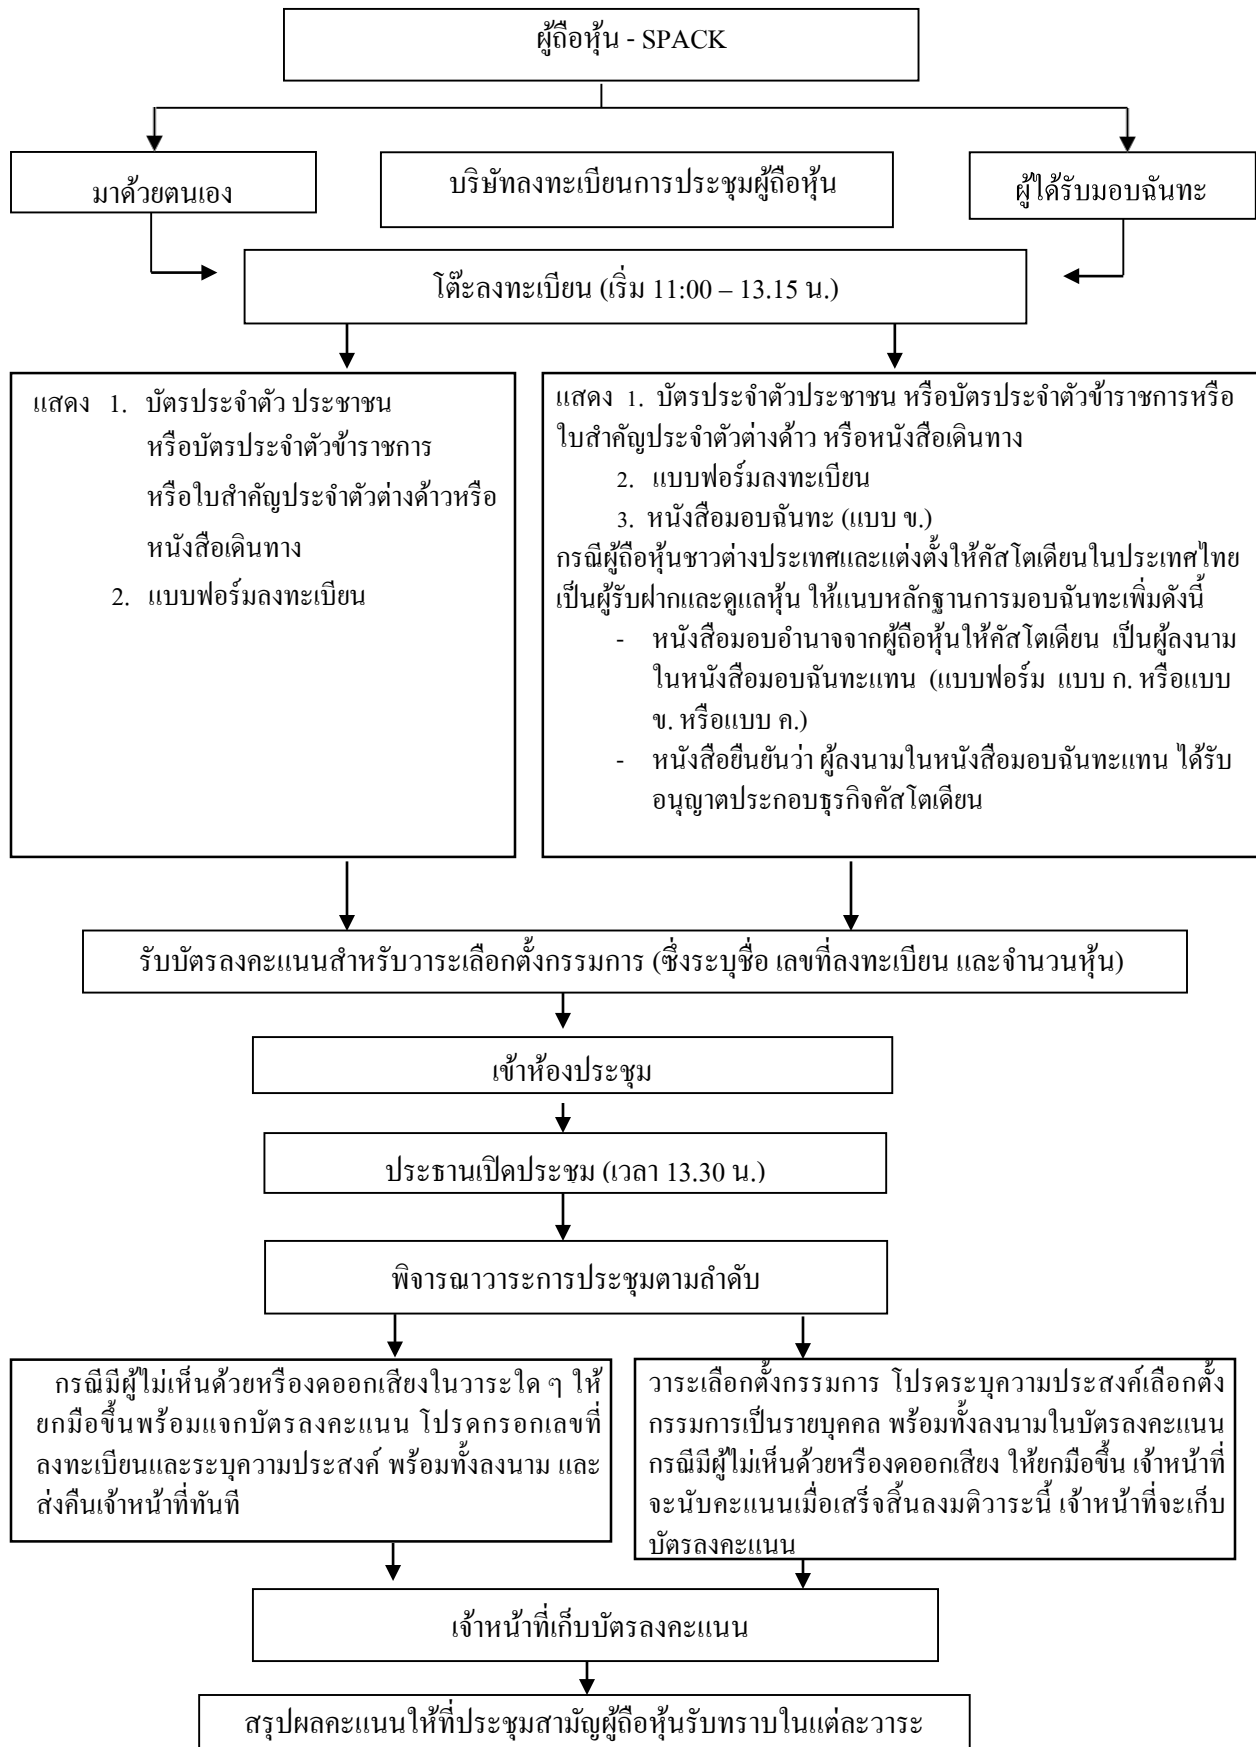 ผู้ถือหุ้น - SPACK
มาด้วยตนเอง
บริษัทลงทะเบียนการประชุมผู้ถือหุ้น
ผู้ได้รับมอบฉันทะ
โต๊ะลงทะเบียน (เริ่ม 11:00 – 13.15 น.)
แสดง 1. บัตรประจำตัว ประชาชน
หรือบัตรประจำตัวข้าราชการ
หรือใบสำคัญประจำตัวต่างด้าวหรือ
หนังสือเดินทาง
2. แบบฟอร์มลงทะเบียน
แสดง 1. บัตรประจำตัวประชาชน หรือบัตรประจำตัวข้าราชการหรือ
ใบสำคัญประจำตัวต่างด้าว หรือหนังสือเดินทาง
2. แบบฟอร์มลงทะเบียน
3. หนังสือมอบฉันทะ (แบบ ข.)
กรณีผู้ถือหุ้นชาวต่างประเทศและแต่งตั้งให้คัสโตเดียนในประเทศไทย
เป็นผู้รับฝากและดูแลหุ้น ให้แนบหลักฐานการมอบฉันทะเพิ่มดังนี้
- หนังสือมอบอำนาจจากผู้ถือหุ้นให้คัสโตเดียน เป็นผู้ลงนาม
ในหนังสือมอบฉันทะแทน (แบบฟอร์ม แบบ ก. หรือแบบ
ข. หรือแบบ ค.)
- หนังสือยืนยันว่า ผู้ลงนามในหนังสือมอบฉันทะแทน ได้รับ
อนุญาตประกอบธุรกิจคัสโตเดียน
รับบัตรลงคะแนนสำหรับวาระเลือกตั้งกรรมการ (ซึ่งระบุชื่อ เลขที่ลงทะเบียน และจำนวนหุ้น)
เข้าห้องประชุม
ประธานเปิดประชุม (เวลา 13.30 น.)
พิจารณาวาระการประชุมตามลำดับ
กรณีมีผู้ไม่เห็นด้วยหรืองดออกเสียงในวาระใด ๆ ให้
ยกมือขึ้นพร้อมแจกบัตรลงคะแนน โปรดกรอกเลขที่
ลงทะเบียนและระบุความประสงค์ พร้อมทั้งลงนาม และ
ส่งคืนเจ้าหน้าที่ทันที
วาระเลือกตั้งกรรมการ โปรดระบุความประสงค์เลือกตั้ง
กรรมการเป็นรายบุคคล พร้อมทั้งลงนามในบัตรลงคะแนน
กรณีมีผู้ไม่เห็นด้วยหรืองดออกเสียง ให้ยกมือขึ้น เจ้าหน้าที่
จะนับคะแนนเมื่อเสร็จสิ้นลงมติวาระนี้ เจ้าหน้าที่จะเก็บ
บัตรลงคะแนน
เจ้าหน้าที่เก็บบัตรลงคะแนน
สรุปผลคะแนนให้ที่ประชุมสามัญผู้ถือหุ้นรับทราบในแต่ละวาระ